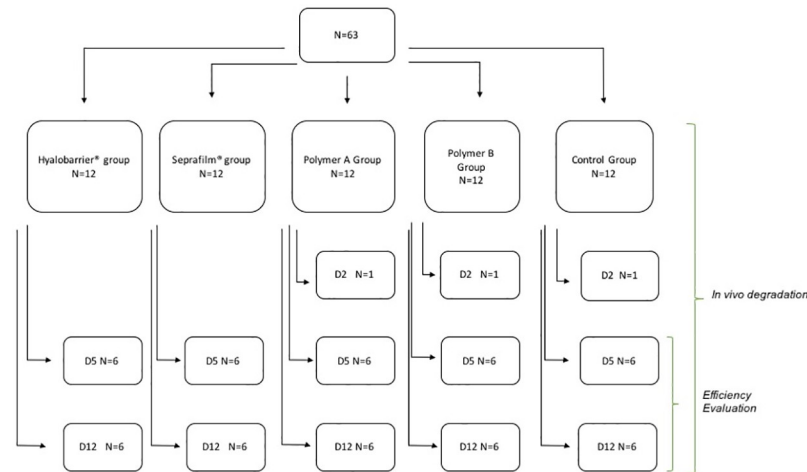 N=63
Hyalobarrier® group
N=12
Seprafilm® group
N=12
Polymer A Group
N=12
Polymer B
Group
N=12
Control Group
N=12
D2 N=1
D2 N=1
D2 N=1
In vivo degradation
D5 N=6
D5 N=6
D5 N=6
D5 N=6
D5 N=6
Efficiency
Evaluation
D12 N=6
D12 N=6
D12 N=6
D12 N=6
D12 N=6